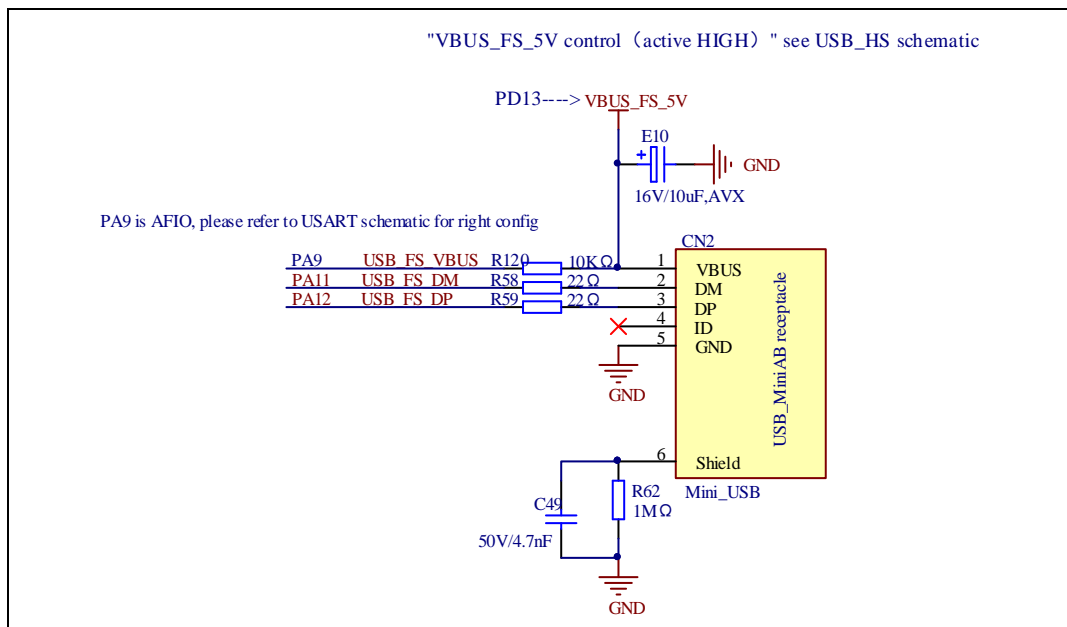 "VBUS_FS_5V control（active HIGH）" see USB_HS schematic
PD13----> VBUS_FS_5V
E10
+
GND
16V/10uF,AVX
PA9 is AFIO, please refer to USART schematic for right config
CN2
PA9 USB_FS_VBUS R120 10KΩ 1 VBUS
PA11 USB_FS_DM R58 22Ω 2 DM
PA12 USB_FS_DP R59 22Ω 3 DP
4 ID
5 GND
GND
USB_Mini AB receptacle
6 Shield
Mini_USB
C49
50V/4.7nF
R62
1MΩ
GND